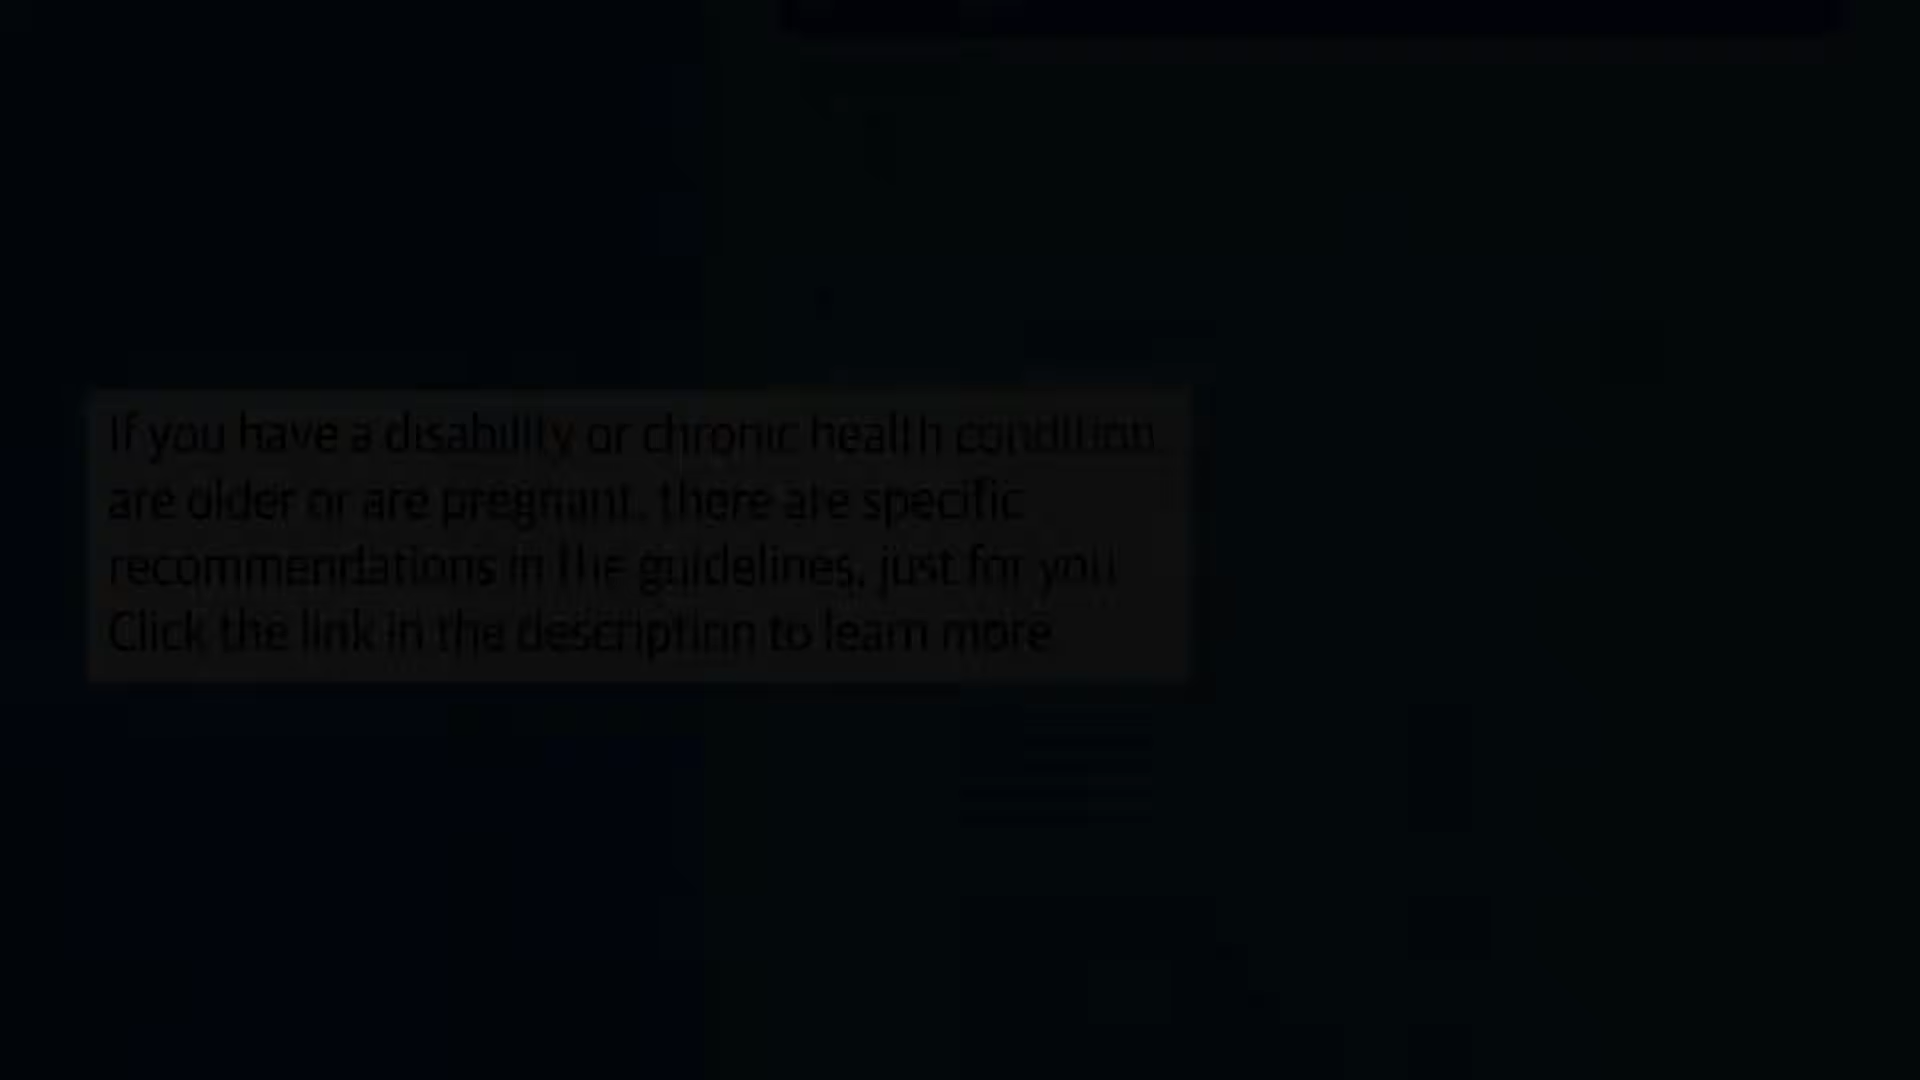 If you have a disability or chronic health condition,
are older or are pregnant, there are specific
recommendations in the guidelines, just for you
Click the link in the description to learn more